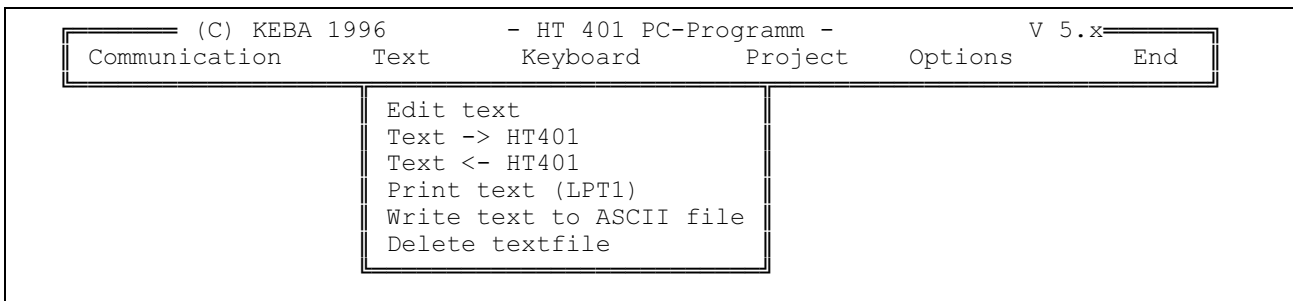 (C) KEBA 1996 - HT 401 PC-Programm - V 5.x
Communication Text Keyboard Project Options End
Edit text
Text -> HT401
Text <- HT401
Print text (LPT1)
Write text to ASCII file
Delete textfile